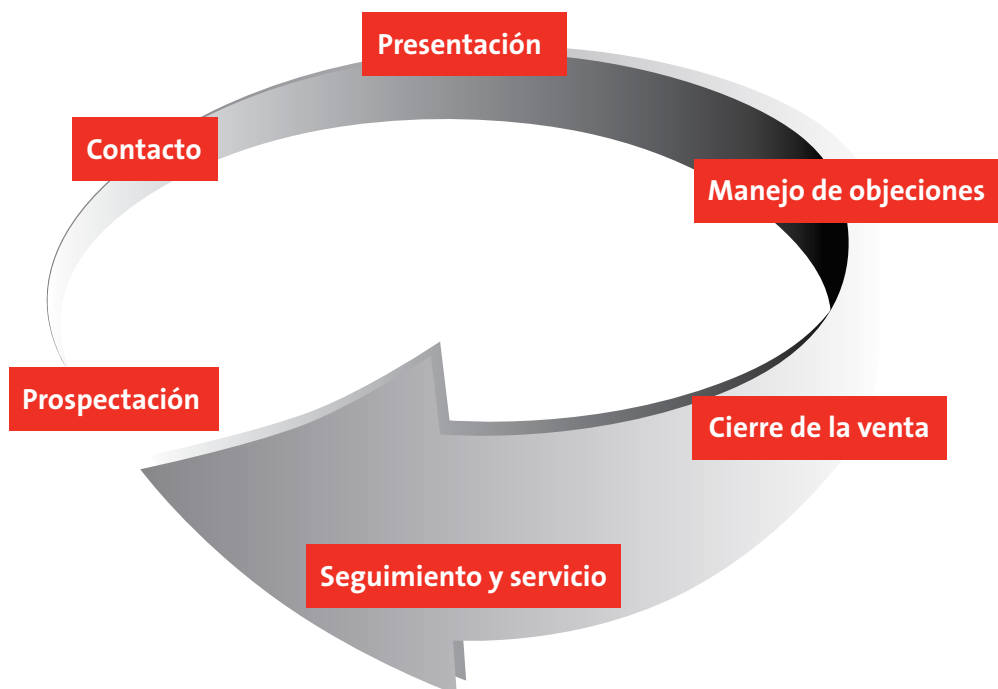 Presentación
Contacto
Manejo de objeciones
Prospectación
Cierre de la venta
Seguimiento y servicio